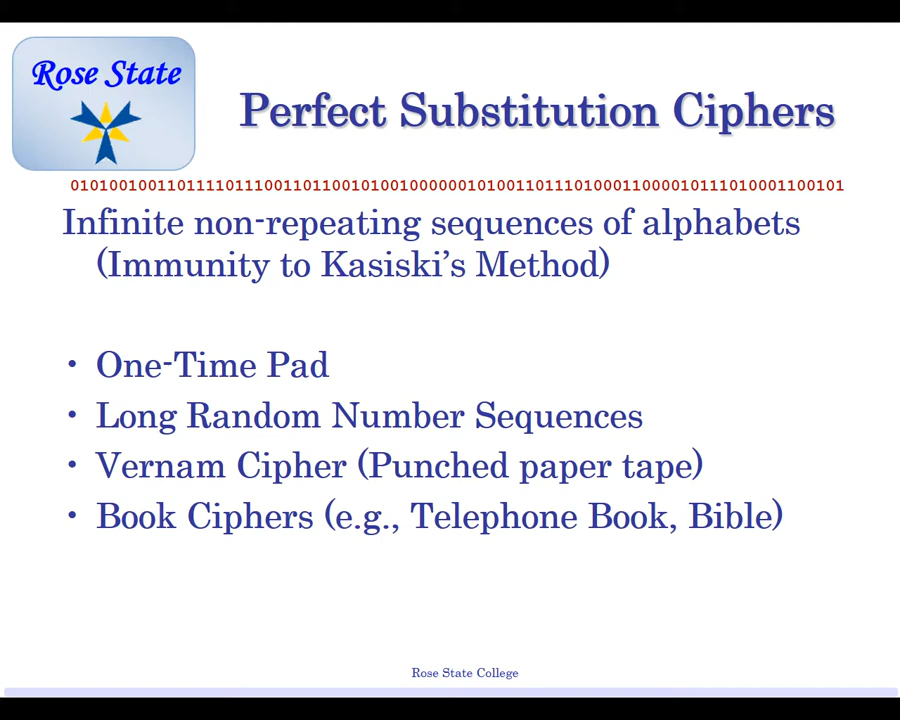 Rose State
Perfect Substitution Ciphers
01010010011011110111001101100101001000000101001101110100011000010111010001100101
Infinite non-repeating sequences of alphabets
(Immunity to Kasiski's Method)
• One-Time Pad
• Long Random Number Sequences
• Vernam Cipher (Punched paper tape)
• Book Ciphers (e.g., Telephone Book, Bible)
Rose State College